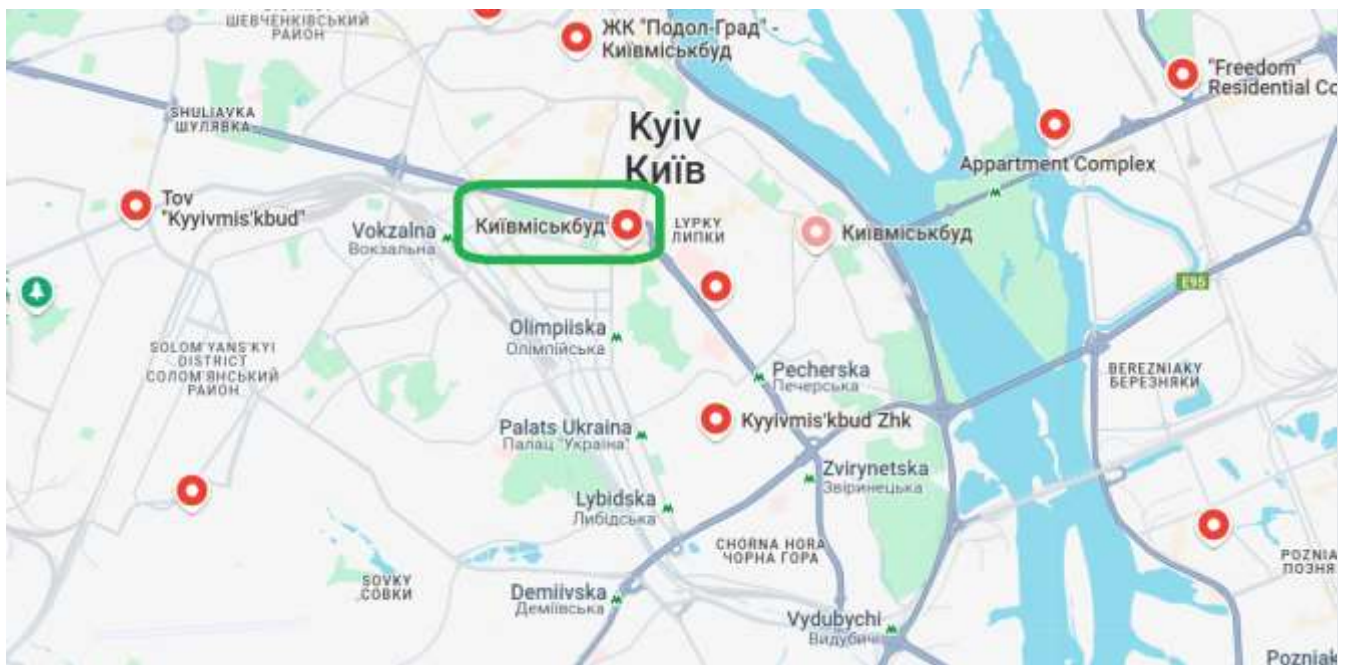 ШЕВЧЕНКІВСЬКИЙ
РАЙОН
ЖК "Подол-Град" -
Київміськбуд
"Freedom"
Residential Co
SHULIAVKA
ШУЛЯВКА
Kyiv
Київ
Appartment Complex
Tov
"Kyyivmis'kbud"
Vokzalna
Вокзальна
Київміськбуд
LYPKY
ЛИПКИ
Київміськбуд
E95
Olimpiiska
Олімпійська
SOLOM'YANS'KYI
DISTRICT
СОЛОМ'ЯНСЬКИЙ
РАЙОН
Pecherska
Печерська
BEREZNIAKY
БЕРЕЗНЯКИ
Kyyivmis'kbud Zhk
Palats Ukraina
Палац "Україна"
Zvirynetska
Звіринецька
Lybidska
Либідська
CHORNA HORA
ЧОРНА ГОРА
POZNIA
ПОЗНЯ
SOVKY
СОВКИ
Demiivska
Деміївська
Vydubychi
Видубичі
Pozniak